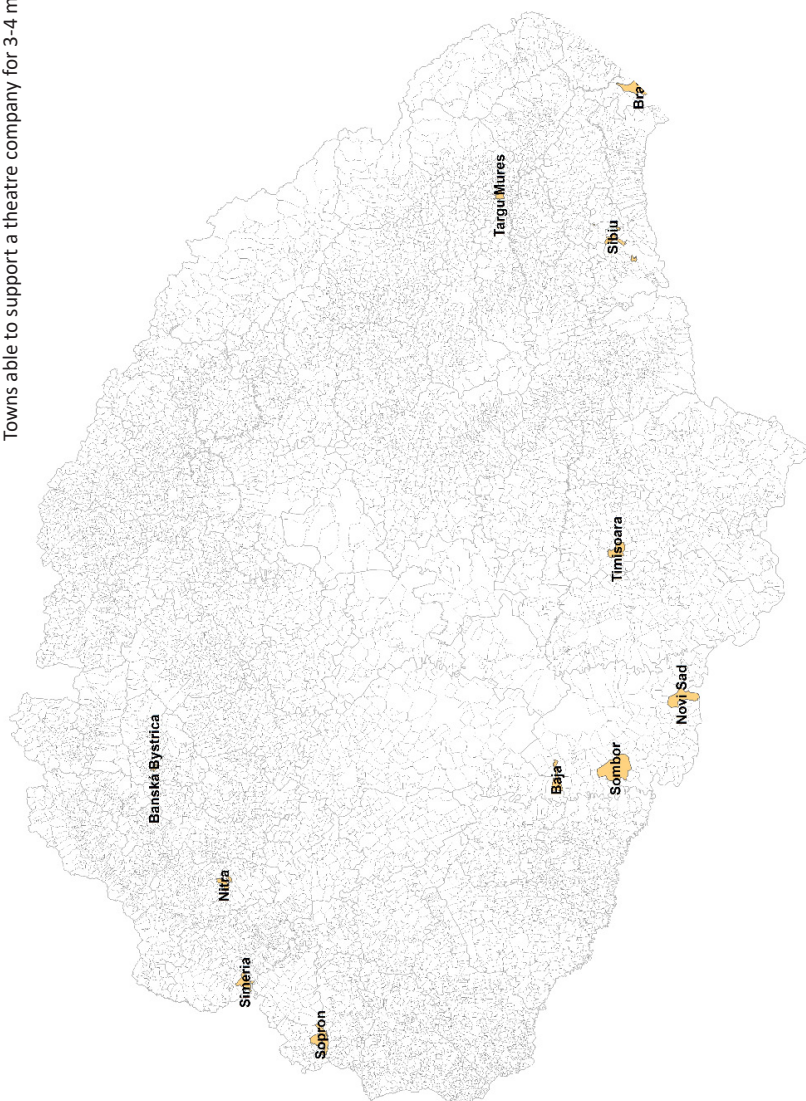 Towns able to support a theatre company for 3-4 m
Banská Bystrica
Nitra
Simeria
Sopron
Targu Mures
Sibiu
Timisoara
Baja
Sombor
Novi Sad